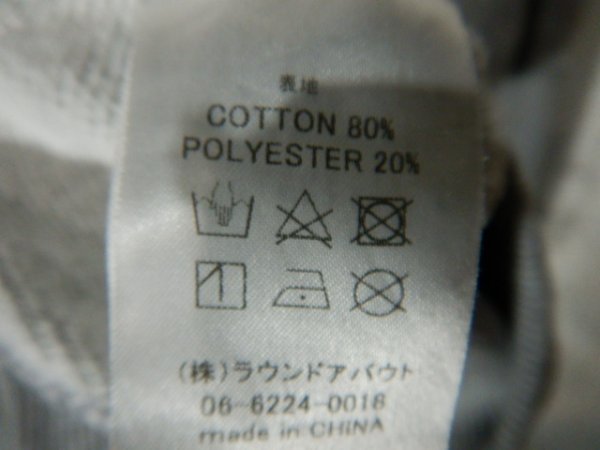 表地
COTTON 80%
POLYESTER 20%
(株)ラウンドアバウト
06-6224-0016
made in CHINA